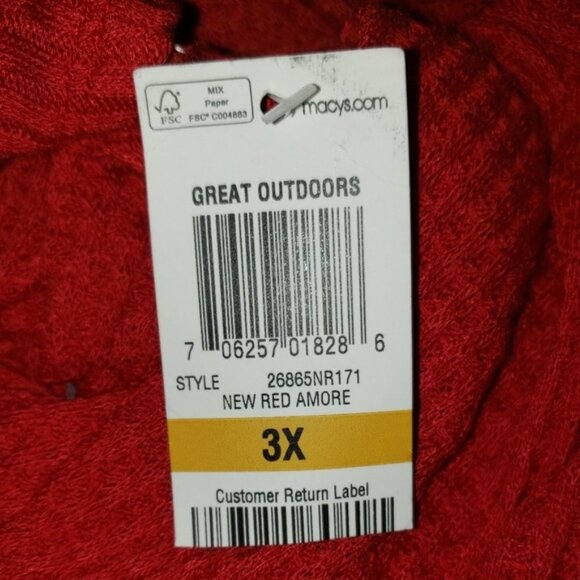 MIX
Paper
FSC FSC® C004883
macys.com
GREAT OUTDOORS
7 06257 01828 6
STYLE 26865NR171
NEW RED AMORE
3X
Customer Return Label